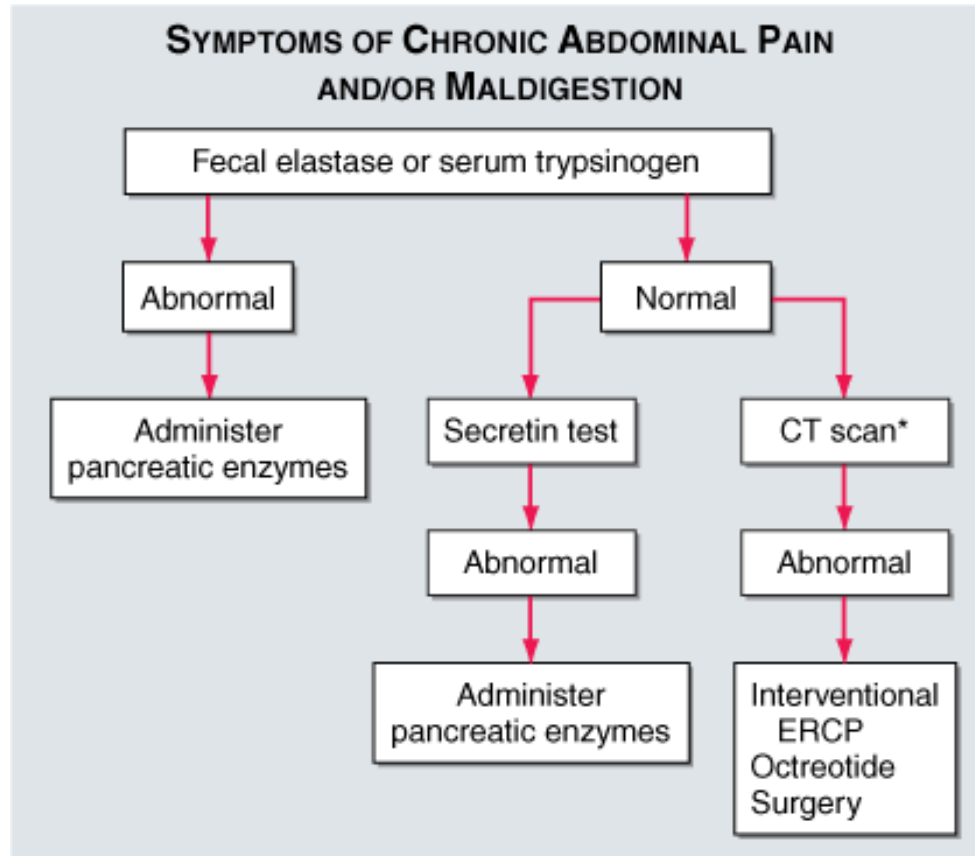 SYMPTOMS OF CHRONIC ABDOMINAL PAIN
AND/OR MALDIGESTION
Fecal elastase or serum trypsinogen
Abnormal
Normal
Administer
pancreatic enzymes
Secretin test
CT scan*
Abnormal
Abnormal
Administer
pancreatic enzymes
Interventional
ERCP
Octreotide
Surgery